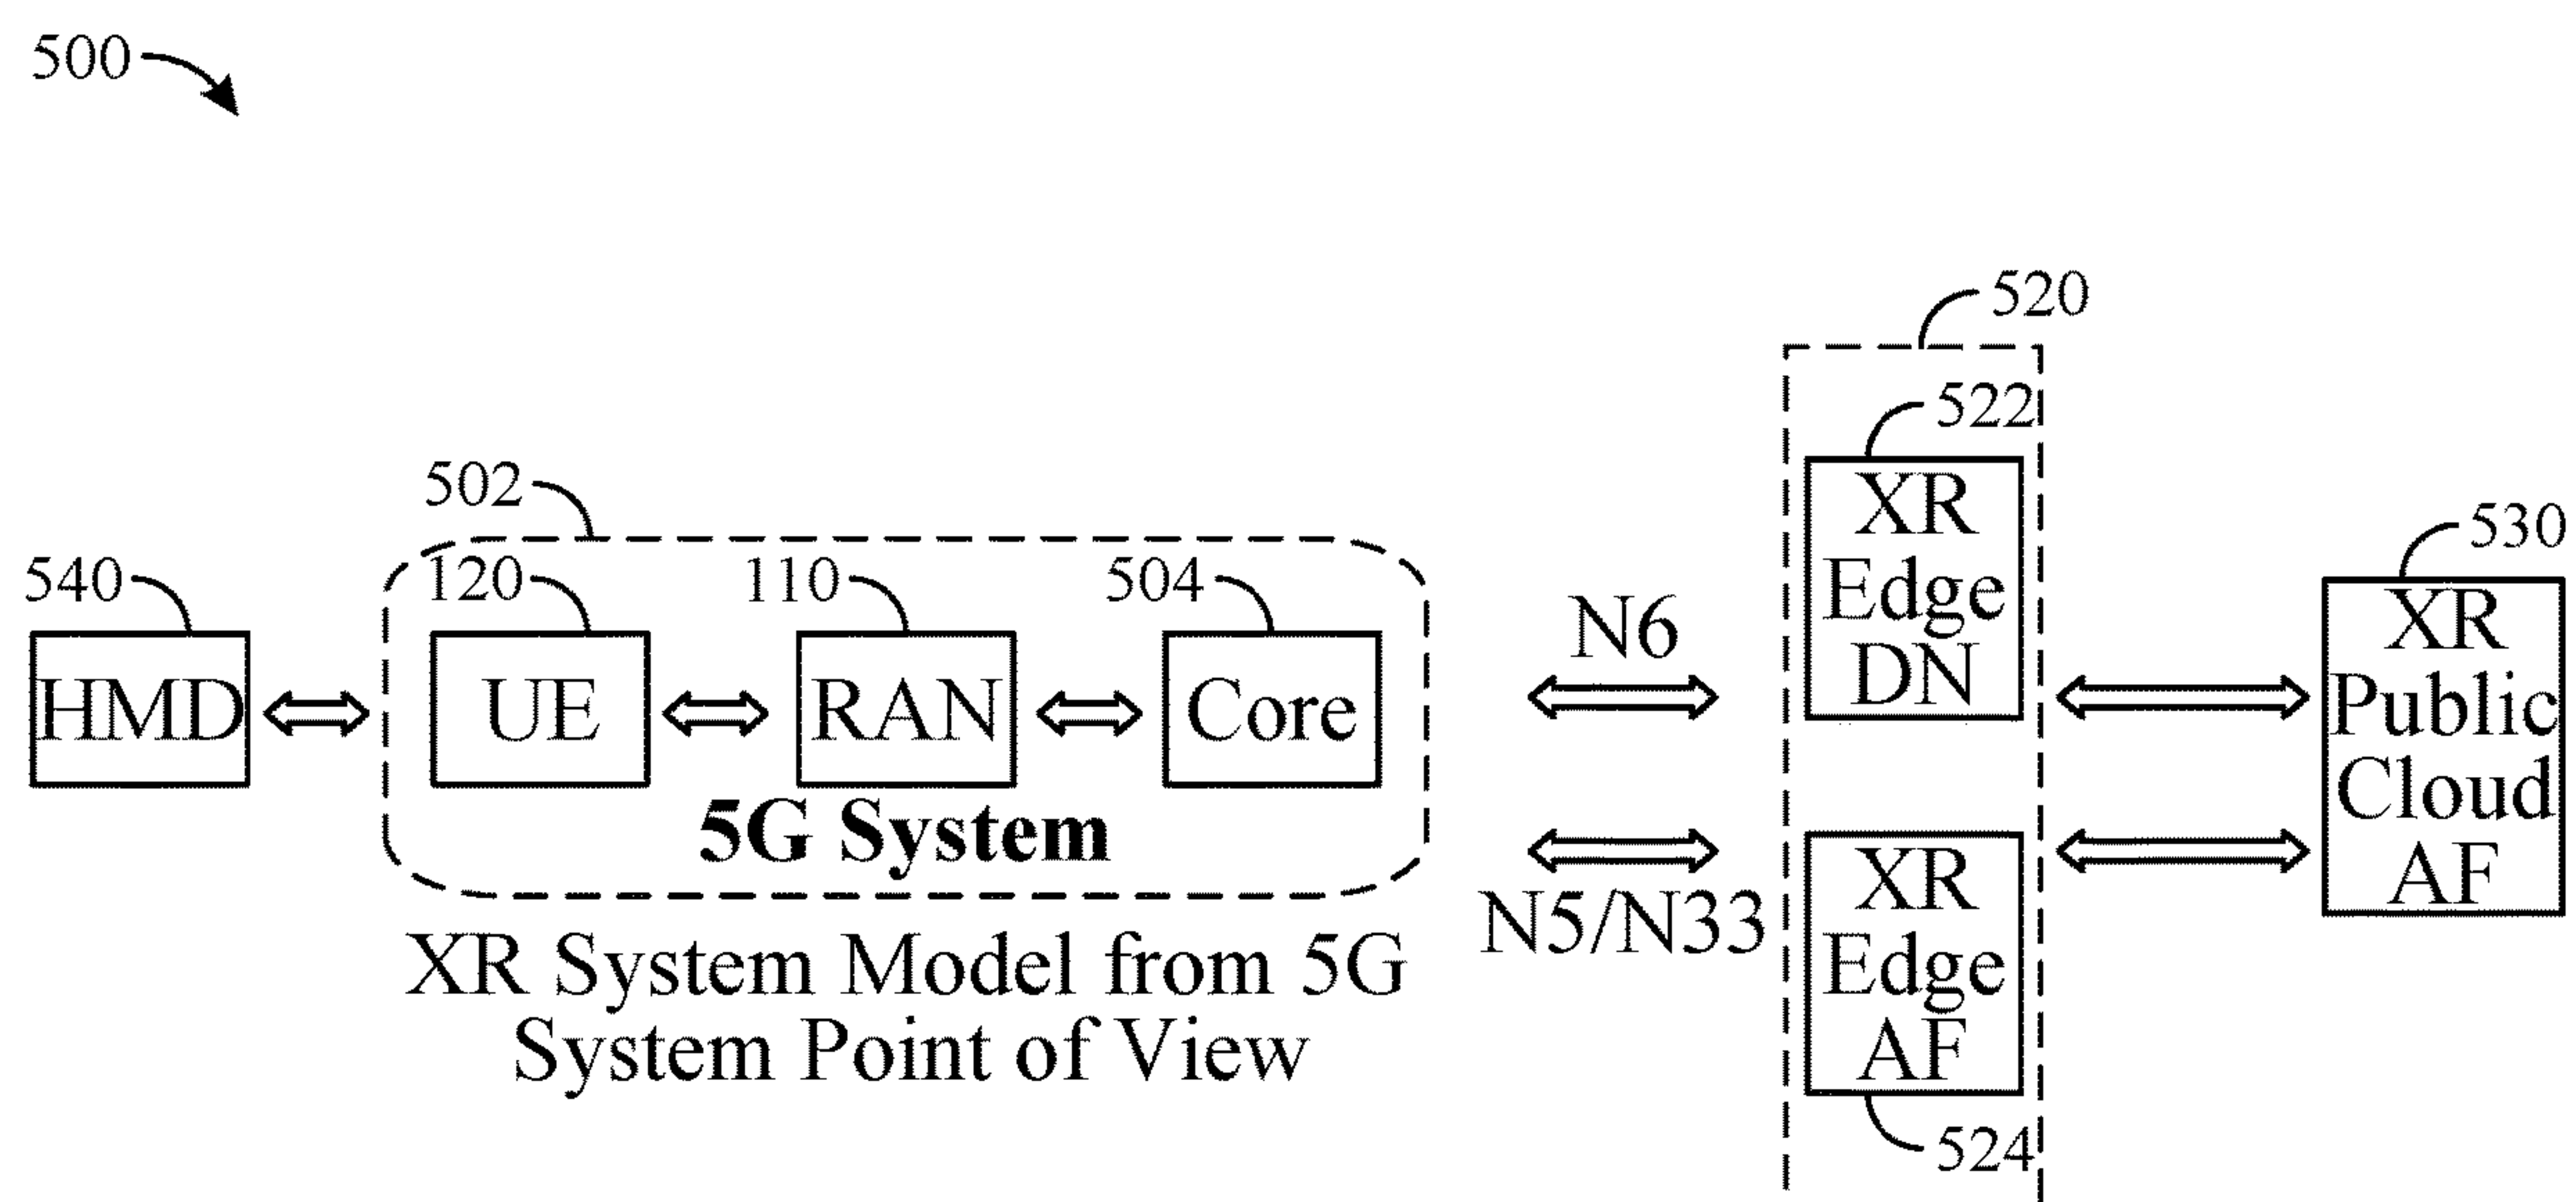 500
520
522
XR
Edge
DN
502
530
540
120
110
504
N6
HMD
UE
RAN
Core
XR
Public
Cloud
AF
5G System
N5/N33
XR
Edge
AF
XR System Model from 5G
System Point of View
524